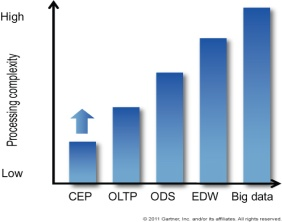 High
Processing complexity
Low
CEP OLTP ODS EDW Big data
© 2011 Gartner, Inc. and/or its affiliates. All rights reserved.